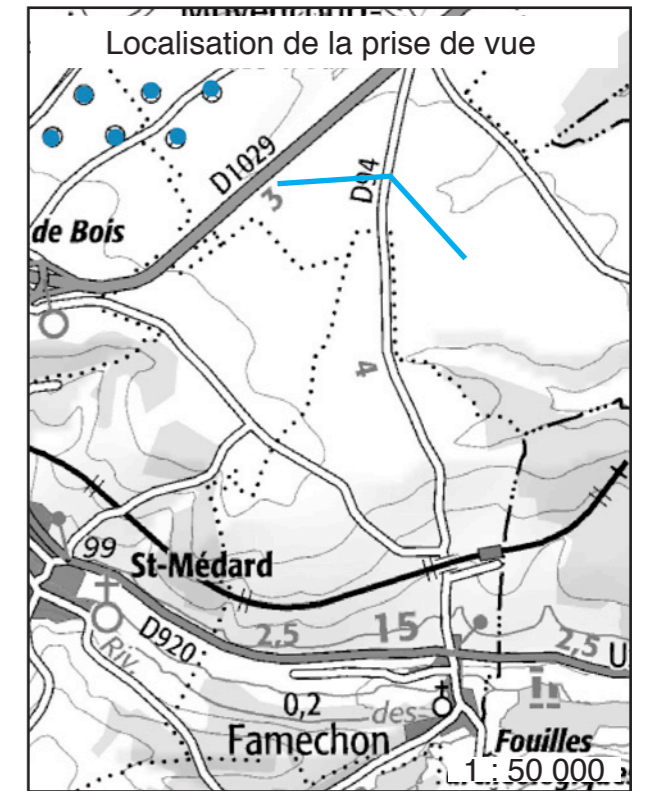 Localisation de la prise de vue
D1029
D94
3
de Bois
4
99
St-Médard
Riv.
D920
2,5
15
2,5
U
0,2
des
Famechon
Fouilles
1 : 50 000